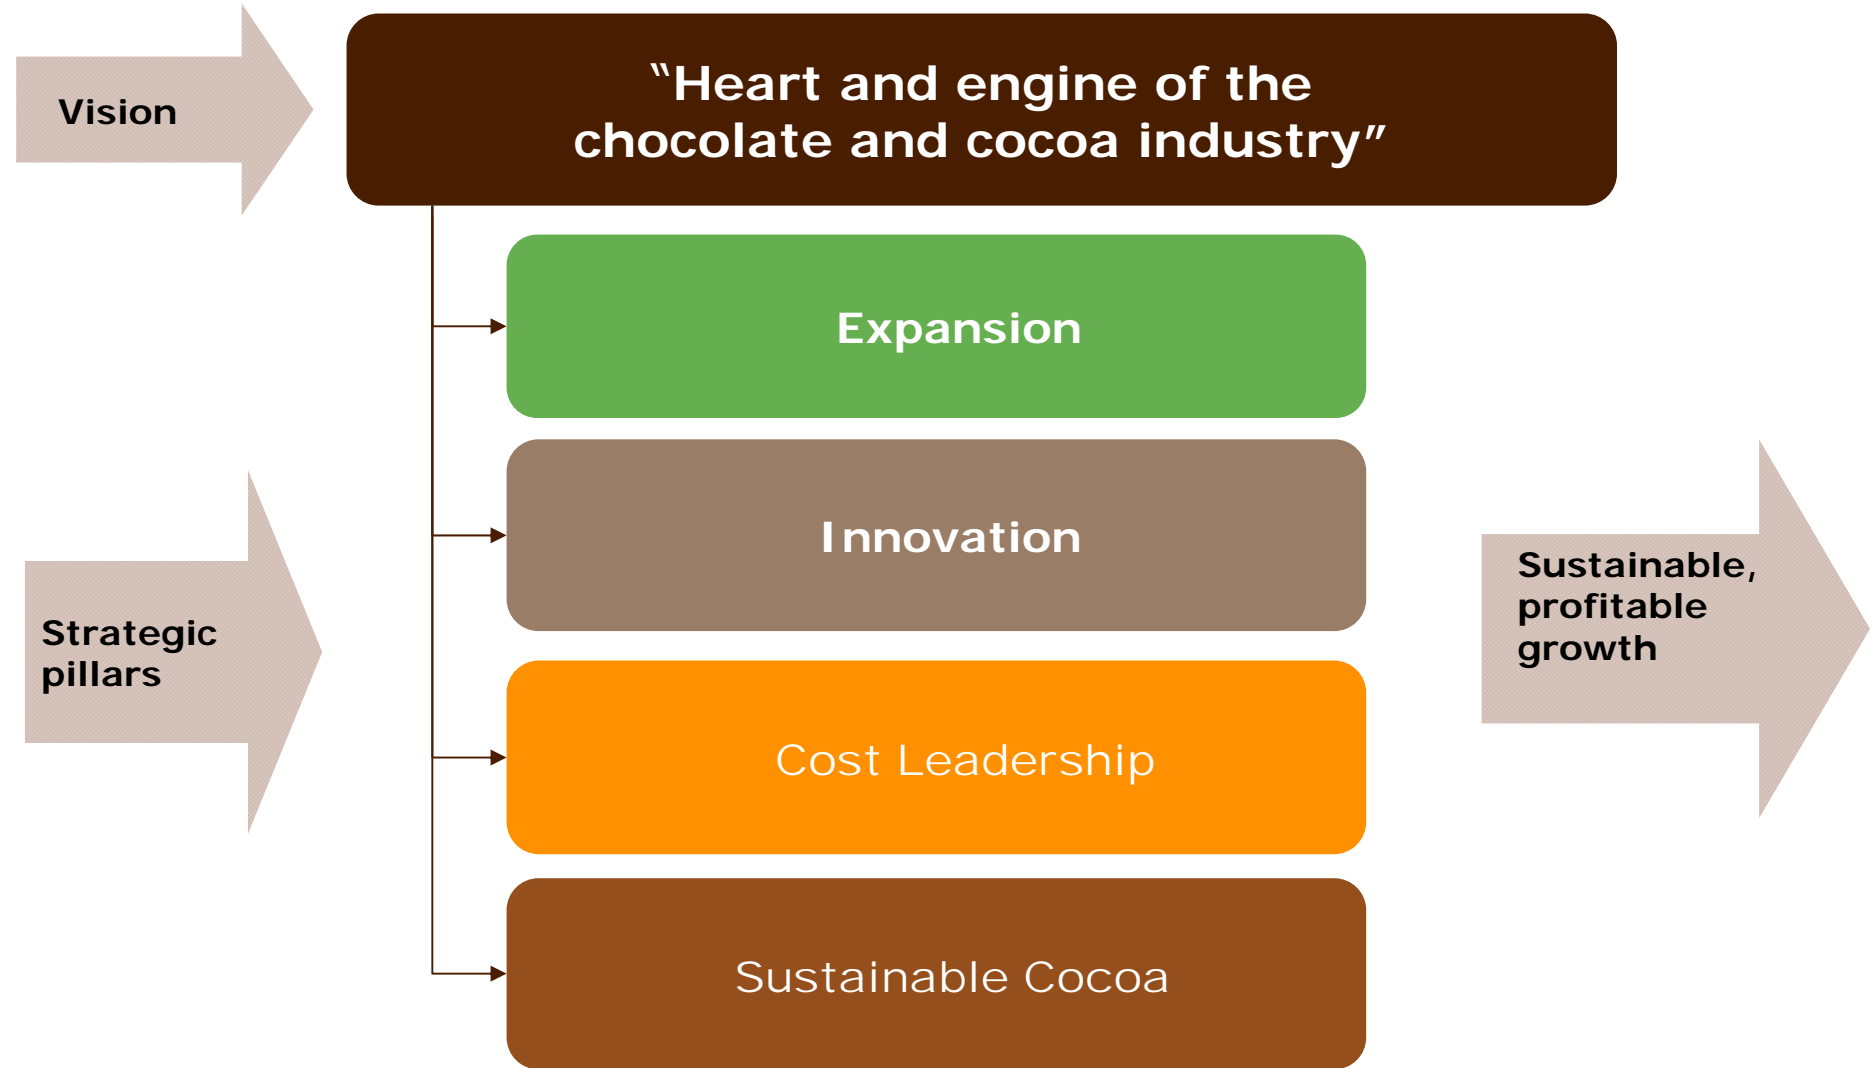 Vision
“Heart and engine of the
chocolate and cocoa industry”
Expansion
Innovation
Strategic
pillars
Cost Leadership
Sustainable Cocoa
Sustainable,
profitable
growth